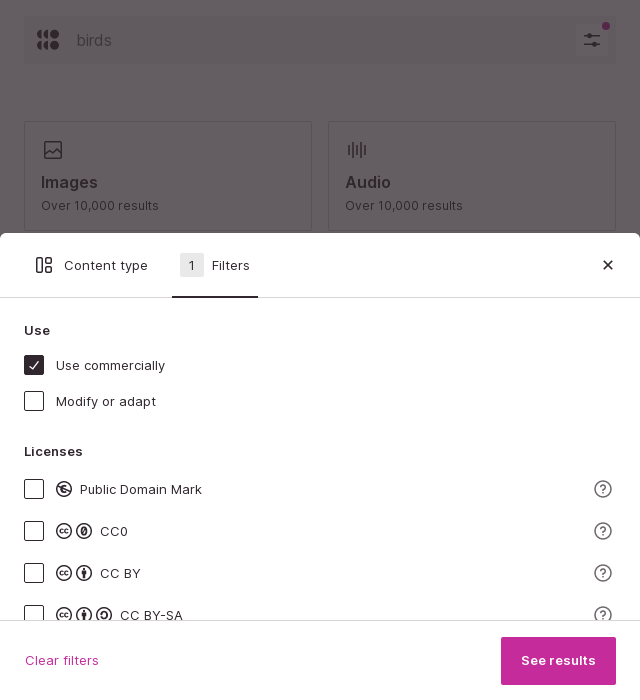 birds
Images
Over 10,000 results
Audio
Over 10,000 results
Content type
1 Filters
Use
Use commercially
Modify or adapt
Licenses
Public Domain Mark
CC0
CC BY
CC BY-SA
Clear filters
See results